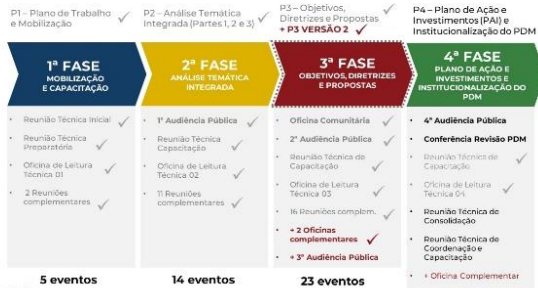 P1 – Plano de Trabalho
e Mobilização
P2 – Análise Temática
Integrada (Partes 1, 2 e 3)
P3 – Objetivos,
Diretrizes e Propostas
+ P3 VERSÃO 2
P4 – Plano de Ação e
Investimentos (PAI) e
Institucionalização do PDM
1ª FASE
MOBILIZAÇÃO
E CAPACITAÇÃO
2ª FASE
ANÁLISE TEMÁTICA
INTEGRADA
3ª FASE
OBJETIVOS, DIRETRIZES
E PROPOSTAS
4ª FASE
PLANO DE AÇÃO E
INVESTIMENTOS E
INSTITUCIONALIZAÇÃO DO
PDM
• Reunião Técnica Inicial
• Reunião Técnica
Preparatória
• Oficina de Leitura
Técnica 01
• 2 Reuniões
complementares
5 eventos
• 1ª Audiência Pública
• Reunião Técnica
Capacitação
• Oficina de Leitura
Técnica 02
• 11 Reuniões
complementares
14 eventos
• Oficina Comunitária
• 2ª Audiência Pública
• Reunião Técnica de
Capacitação
• Oficina de Leitura
Técnica 03
• 16 Reuniões complem.
• + 2 Oficinas
complementares
• + 3ª Audiência Pública
23 eventos
• 4ª Audiência Pública
• Conferência Revisão PDM
• Reunião Técnica de
Capacitação
• Oficina de Leitura
Técnica 04
• Reunião Técnica de
Consolidação
• Reunião Técnica de
Coordenação e
Capacitação
• + Oficina Complementar